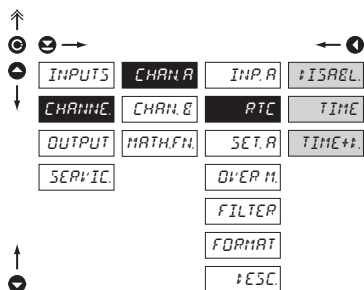 INPUTS CHAN. A INP. A DISABL.
CHANNE. CHAN. B RTC TIME
OUTPUT MATH.FN. SET. A TIME+D.
SERVIC. OVER M.
FILTER
FORMAT
DESC.